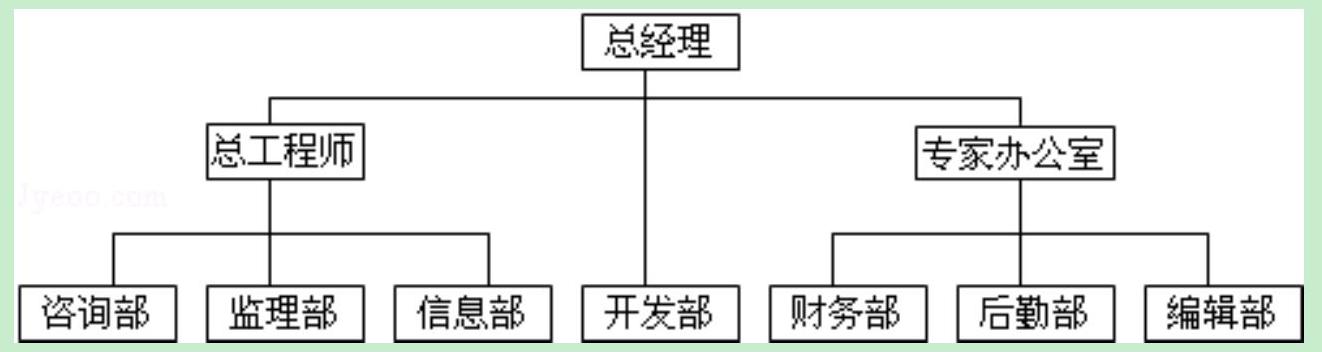 总经理
总工程师
专家办公室
Jyeoo.com
咨询部
监理部
信息部
开发部
财务部
后勤部
编辑部